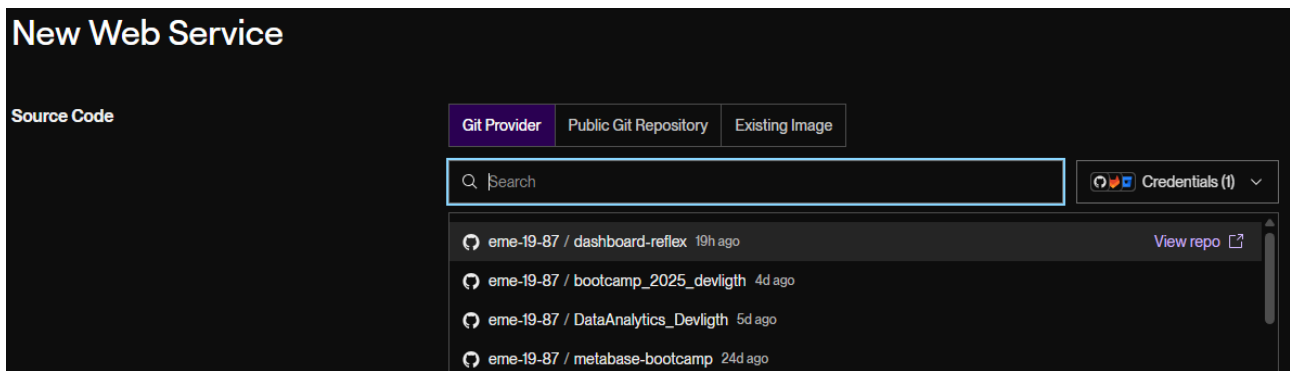 New Web Service
Source Code
Git Provider Public Git Repository Existing Image
Search Credentials (1)
eme-19-87 / dashboard-reflex 19h ago View repo
eme-19-87 / bootcamp_2025_devligth 4d ago
eme-19-87 / DataAnalytics_Devligth 5d ago
eme-19-87 / metabase-bootcamp 24d ago